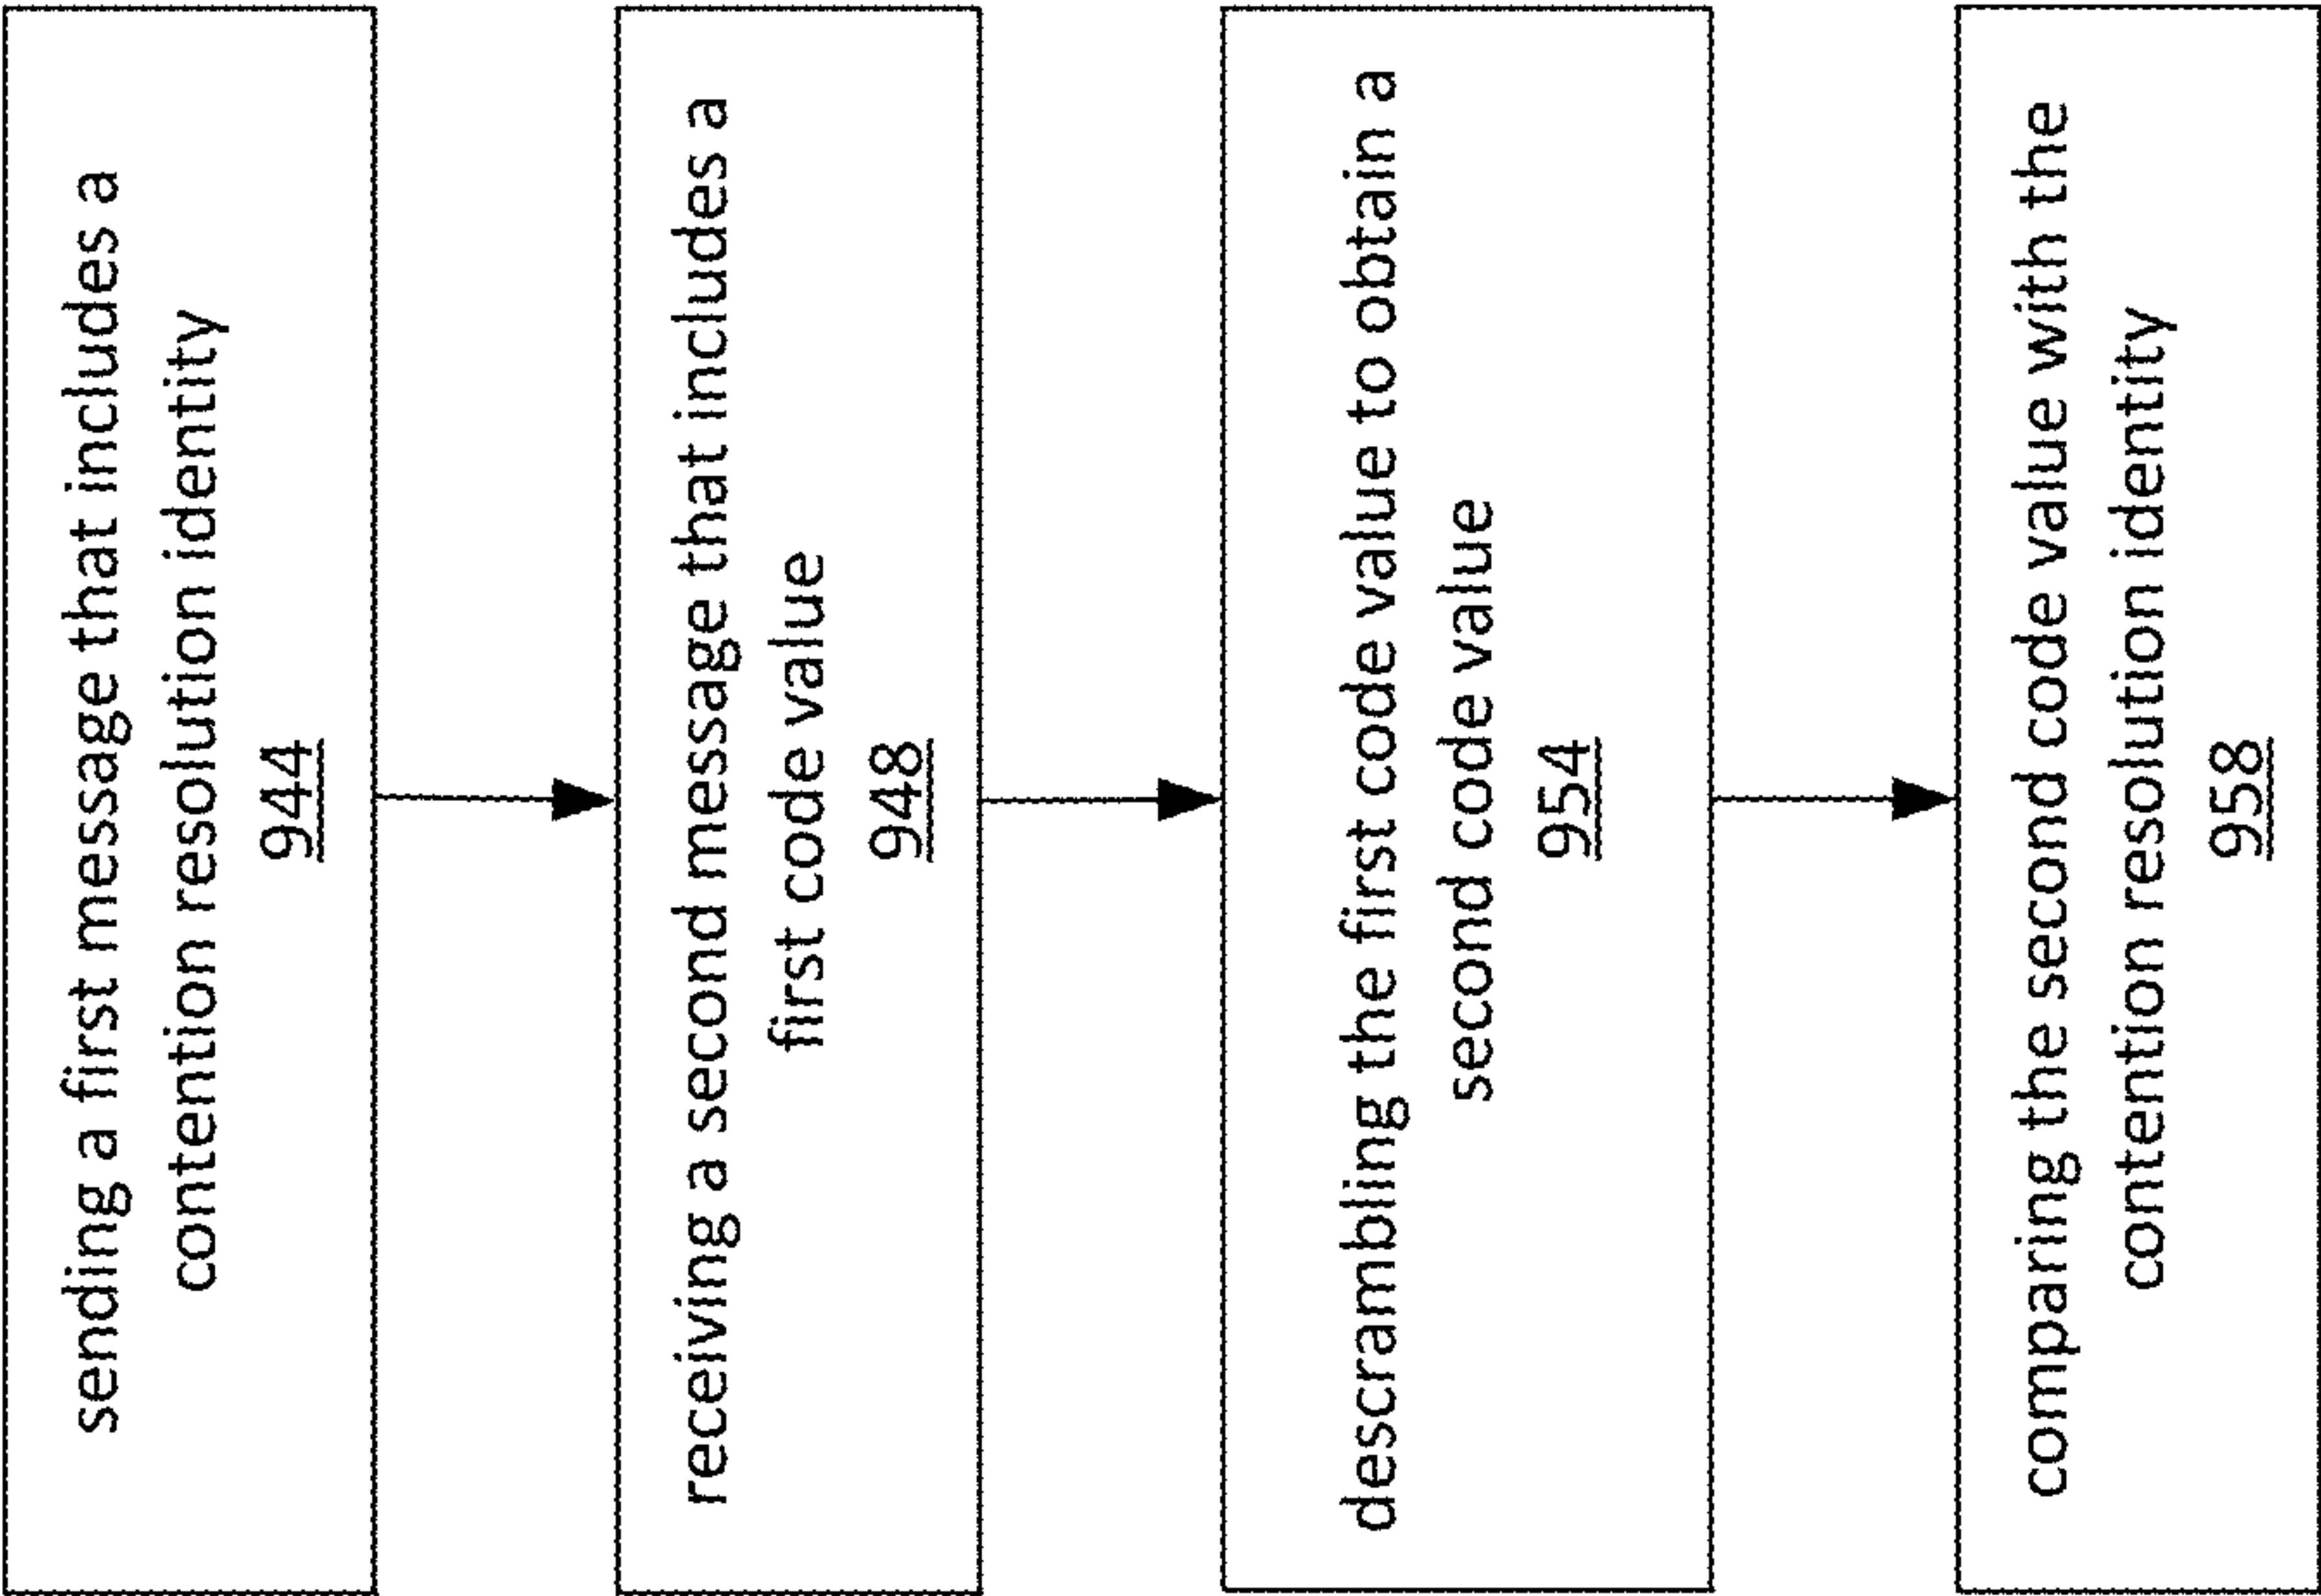 sending a first message that includes a
contention resolution identity
944
receiving a second message that includes a
first code value
948
descrambling the first code value to obtain a
second code value
954
comparing the second code value with the
contention resolution identity
958